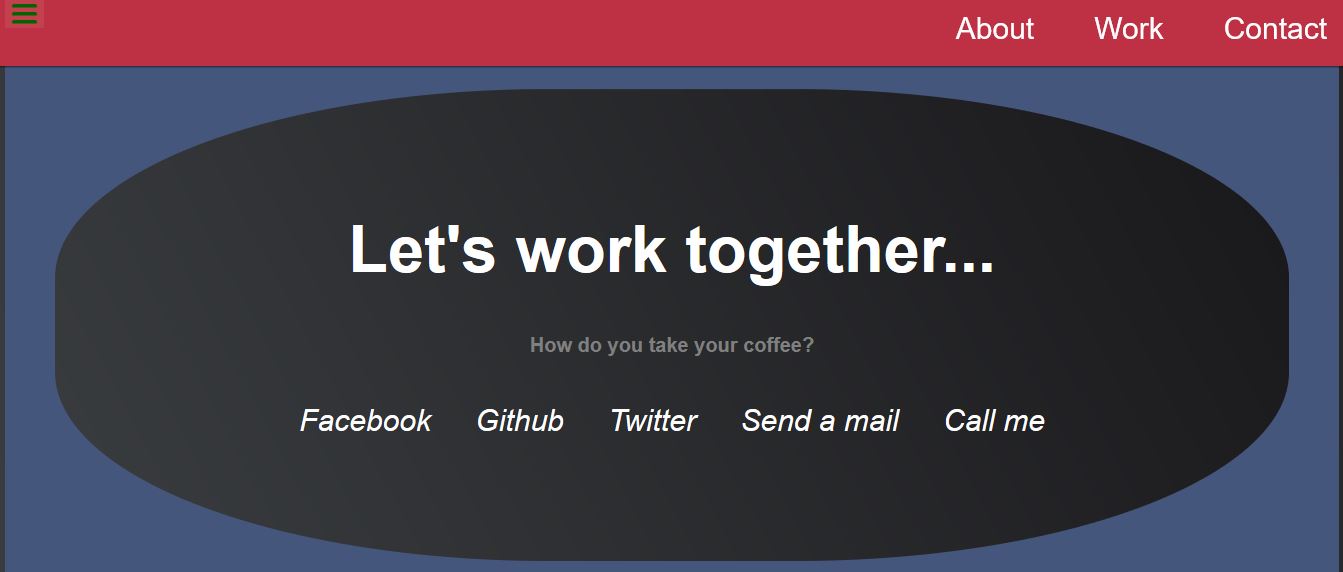 About Work Contact
Let's work together...
How do you take your coffee?
Facebook Github Twitter Send a mail Call me